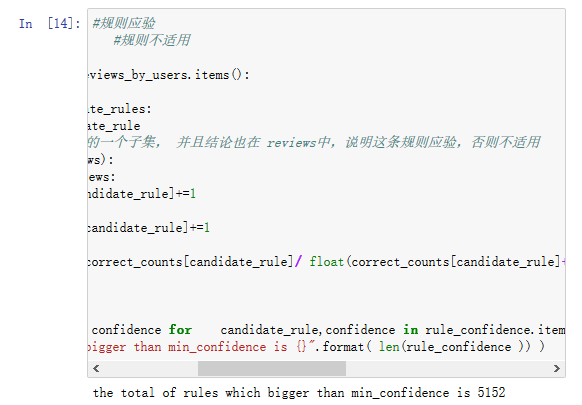 In [14]: #规则应验
#规则不适用
eviews_by_users.items():
ate_rules:
ate_rule
的一个子集， 并且结论也在 reviews中，说明这条规则应验，否则不适用
ws):
ews:
ndidate_rule]+=1
candidate_rule]+=1
correct_counts[candidate_rule]/ float(correct_counts[candidate_rule]+
confidence for    candidate_rule,confidence in rule_confidence.item
bigger than min_confidence is {}".format( len(rule_confidence )) )
the total of rules which bigger than min_confidence is 5152